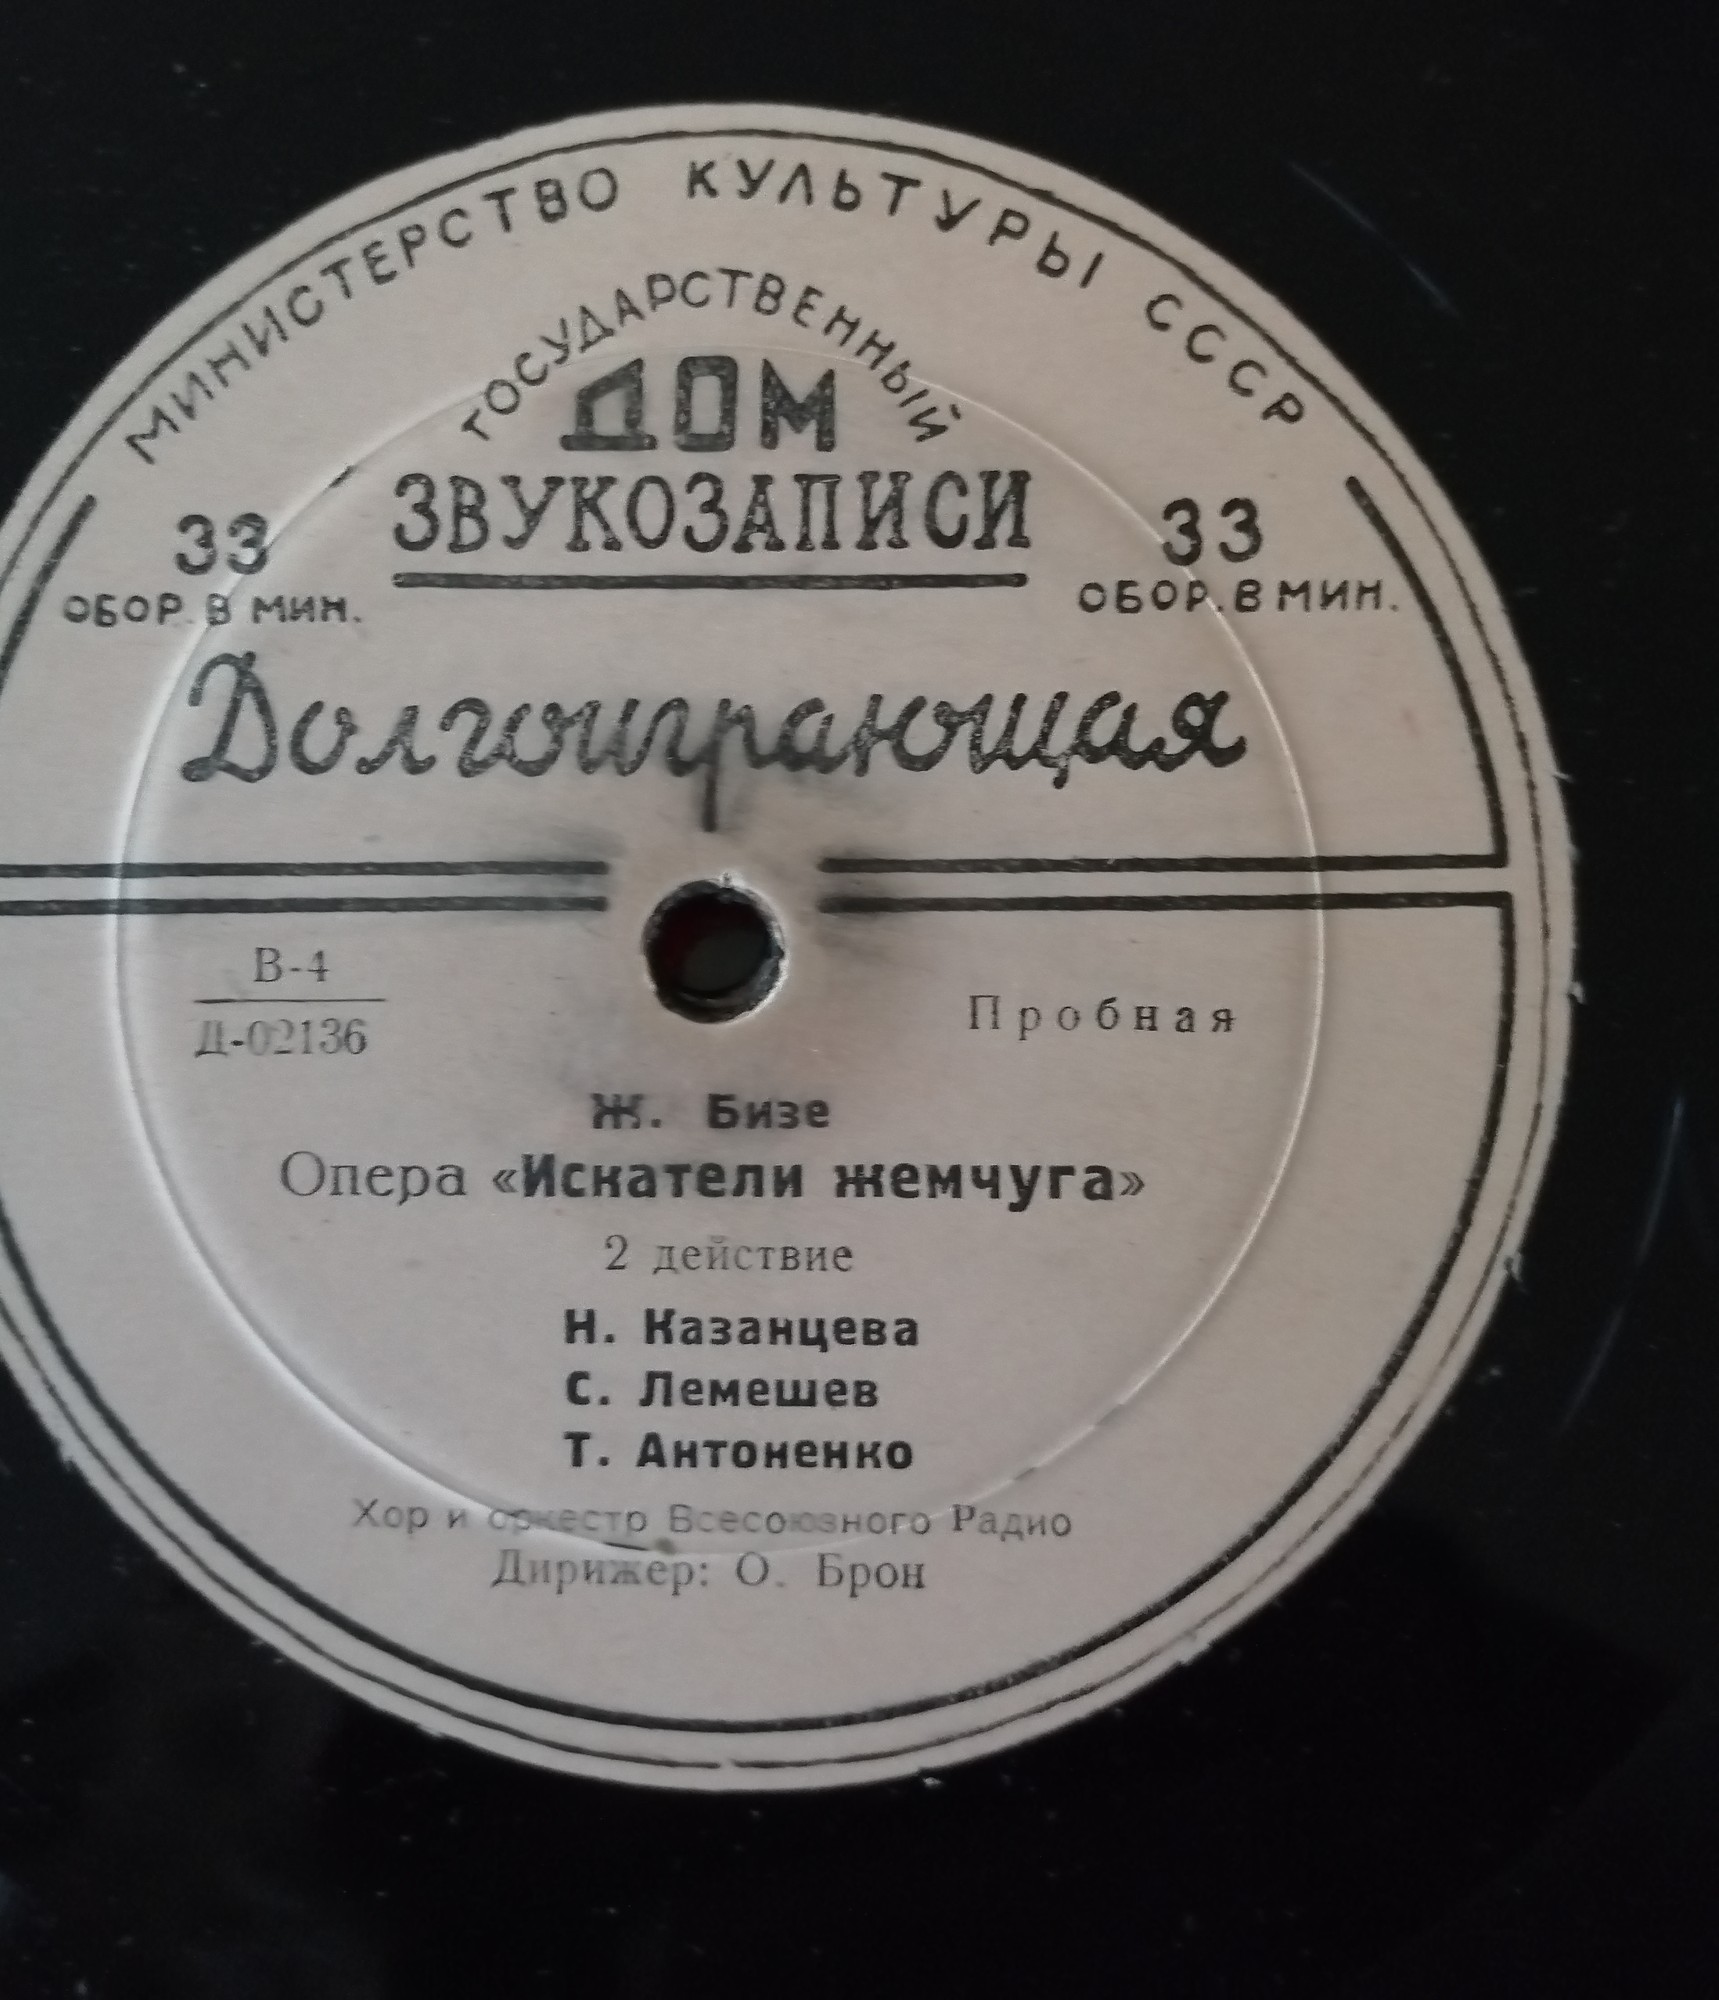 МИНИСТЕРСТВО КУЛЬТУРЫ СССР
ГОСУДАРСТВЕННЫЙ
ДОМ
ЗВУКОЗАПИСИ
33
ОБОР. В МИН.
33
ОБОР. В МИН.
Долгоиграющая
В-4
Д-02136
Пробная
Ж. Бизе
Опера «Искатели жемчуга»
2 действие
Н. Казанцева
С. Лемешев
Т. Антоненко
Хор и оркестр Всесоюзного Радио
Дирижер: О. Брон